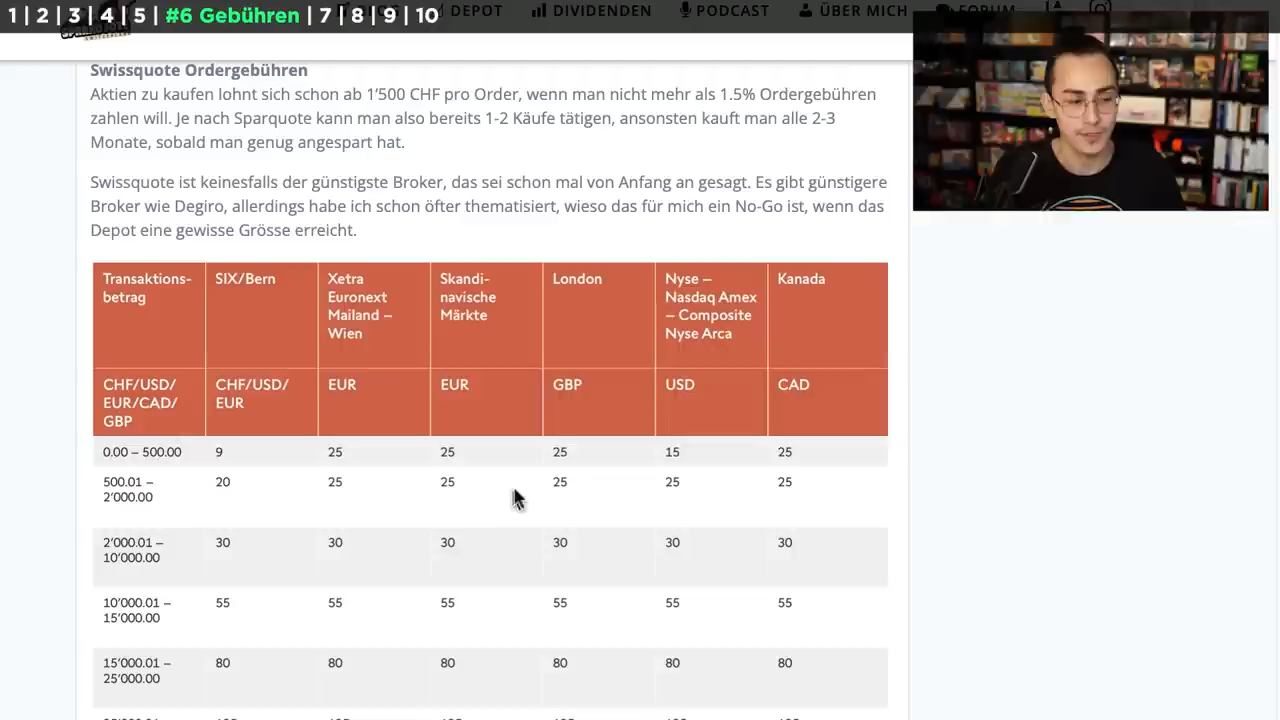 1 | 2 | 3 | 4 | 5 | #6 Gebühren | 7 | 8 | 9 | 10
DEPOT DIVIDENDEN PODCAST ÜBER MICH FORUM
Swissquote Ordergebühren
Aktien zu kaufen lohnt sich schon ab 1’500 CHF pro Order, wenn man nicht mehr als 1.5% Ordergebühren
zahlen will. Je nach Sparquote kann man also bereits 1-2 Käufe tätigen, ansonsten kauft man alle 2-3
Monate, sobald man genug angespart hat.
Swissquote ist keinesfalls der günstigste Broker, das sei schon mal von Anfang an gesagt. Es gibt günstigere
Broker wie Degiro, allerdings habe ich schon öfter thematisiert, wieso das für mich ein No-Go ist, wenn das
Depot eine gewisse Grösse erreicht.
Transaktions-
betrag
SIX/Bern
Xetra
Euronext
Mailand –
Wien
Skandi-
navische
Märkte
London
Nyse –
Nasdaq Amex
– Composite
Nyse Arca
Kanada
CHF/USD/
EUR/CAD/
GBP
CHF/USD/
EUR
EUR
EUR
GBP
USD
CAD
0.00 – 500.00 9 25 25 25 15 25
500.01 –
2’000.00
20 25 25 25 25 25
2’000.01 –
10’000.00
30 30 30 30 30 30
10’000.01 –
15’000.00
55 55 55 55 55 55
15’000.01 –
25’000.00
80 80 80 80 80 80